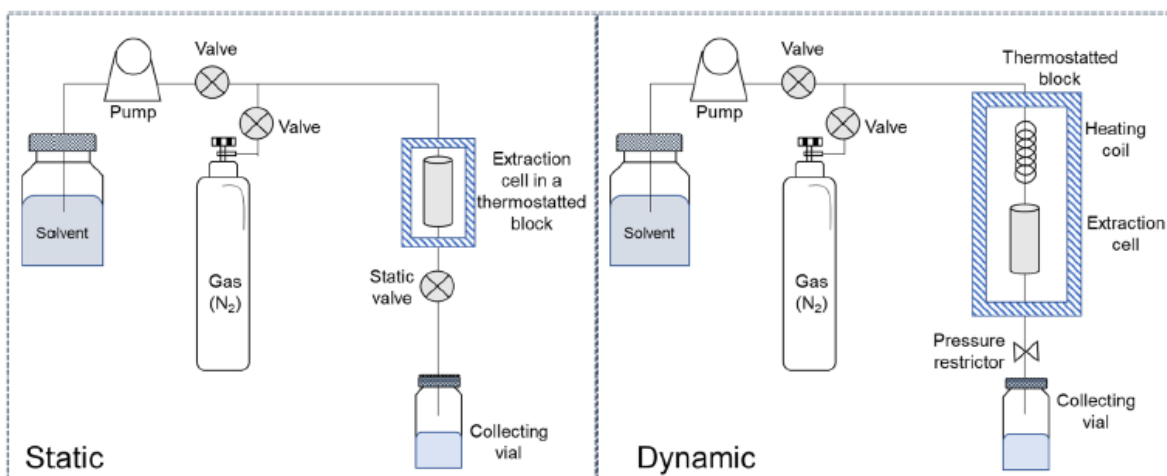 Valve
Pump
Valve
Solvent
Gas
(N₂)
Extraction
cell in a
thermostatted
block
Static
valve
Collecting
vial
Static
Valve
Pump
Valve
Solvent
Gas
(N₂)
Thermostatted
block
Heating
coil
Extraction
cell
Pressure
restrictor
Collecting
vial
Dynamic